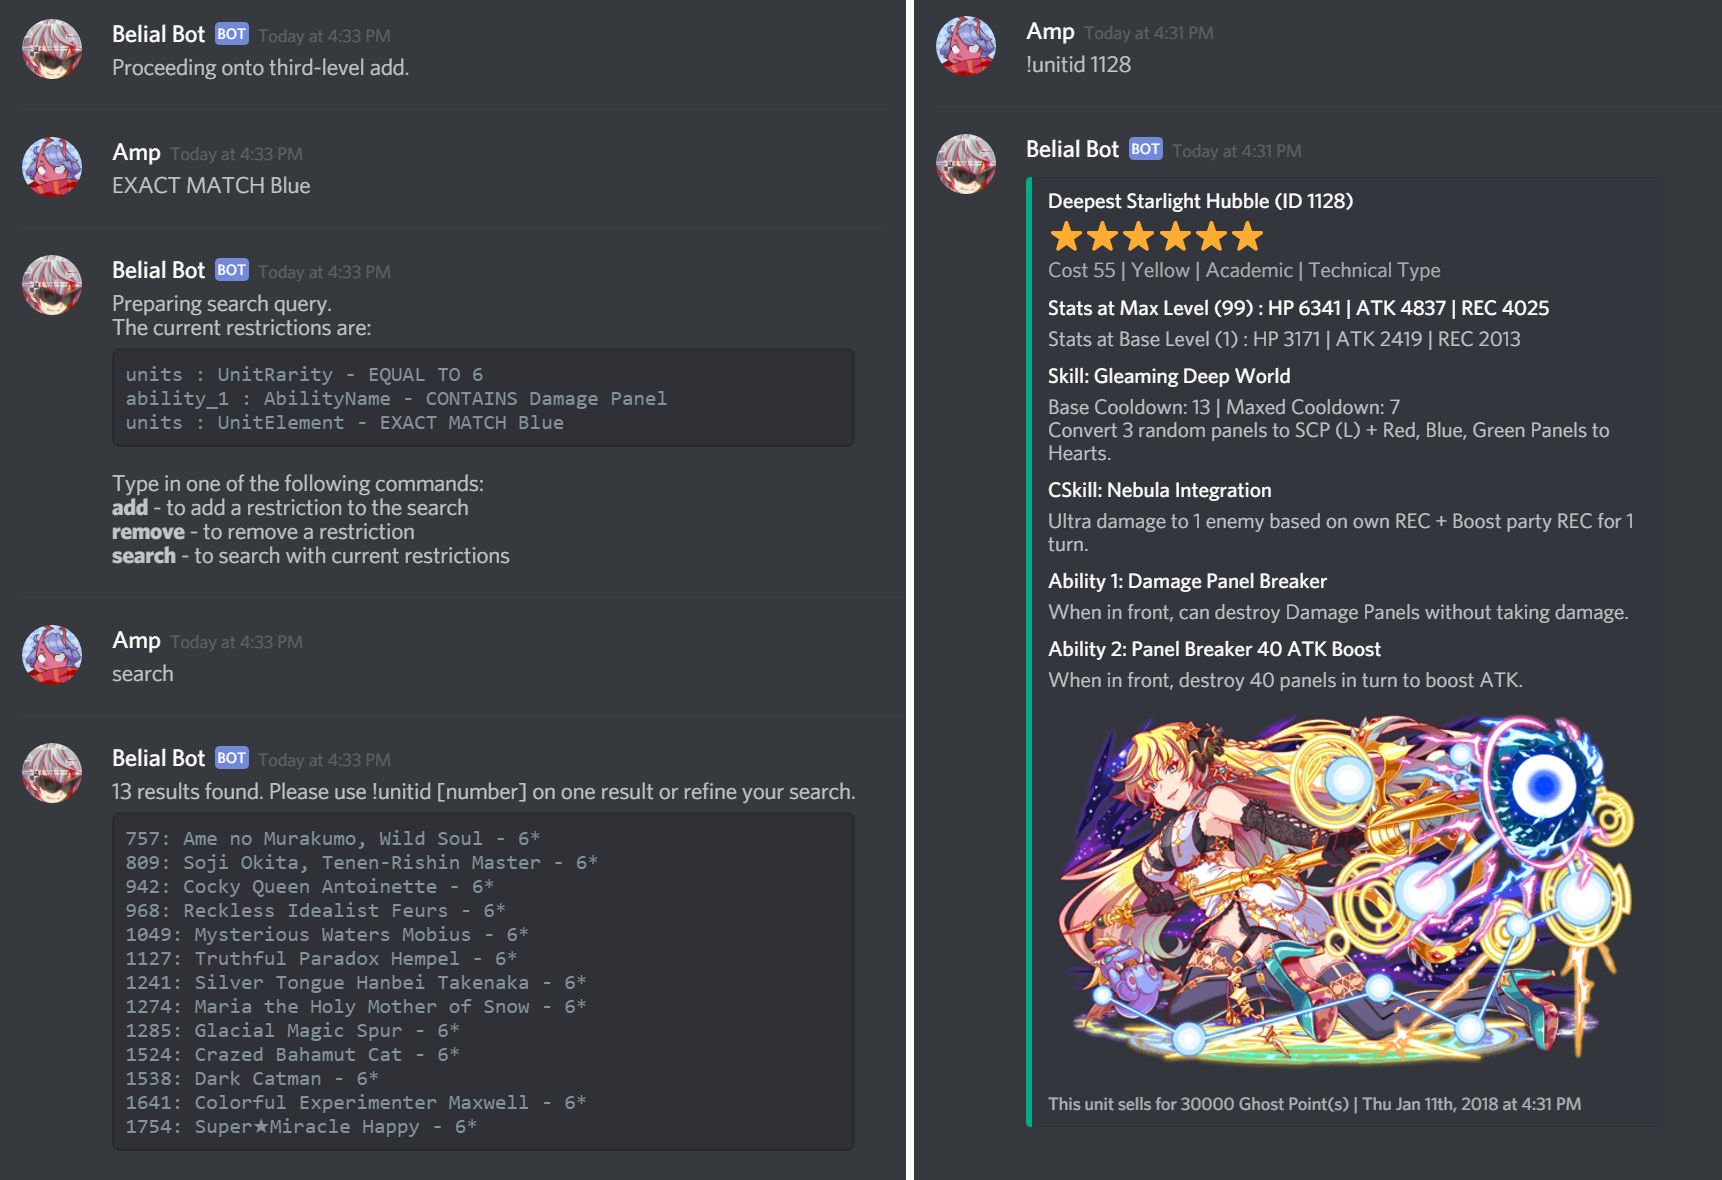 Belial Bot BOT Today at 4:33 PM
Proceeding onto third-level add.
Amp Today at 4:33 PM
EXACT MATCH Blue
Belial Bot BOT Today at 4:33 PM
Preparing search query.
The current restrictions are:
units : UnitRarity - EQUAL TO 6
ability_1 : AbilityName - CONTAINS Damage Panel
units : UnitElement - EXACT MATCH Blue
Type in one of the following commands:
add - to add a restriction to the search
remove - to remove a restriction
search - to search with current restrictions
Amp Today at 4:33 PM
search
Belial Bot BOT Today at 4:33 PM
13 results found. Please use !unitid [number] on one result or refine your search.
757: Ame no Murakumo, Wild Soul - 6*
809: Soji Okita, Tenen-Rishin Master - 6*
942: Cocky Queen Antoinette - 6*
968: Reckless Idealist Feurs - 6*
1049: Mysterious Waters Mobius - 6*
1127: Truthful Paradox Hempel - 6*
1241: Silver Tongue Hanbei Takenaka - 6*
1274: Maria the Holy Mother of Snow - 6*
1285: Glacial Magic Spur - 6*
1524: Crazed Bahamut Cat - 6*
1538: Dark Catman - 6*
1641: Colorful Experimenter Maxwell - 6*
1754: Super★Miracle Happy - 6*
Amp Today at 4:31 PM
!unitid 1128
Belial Bot BOT Today at 4:31 PM
Deepest Starlight Hubble (ID 1128)
Cost 55 | Yellow | Academic | Technical Type
Stats at Max Level (99) : HP 6341 | ATK 4837 | REC 4025
Stats at Base Level (1) : HP 3171 | ATK 2419 | REC 2013
Skill: Gleaming Deep World
Base Cooldown: 13 | Maxed Cooldown: 7
Convert 3 random panels to SCP (L) + Red, Blue, Green Panels to
Hearts.
CSkill: Nebula Integration
Ultra damage to 1 enemy based on own REC + Boost party REC for 1
turn.
Ability 1: Damage Panel Breaker
When in front, can destroy Damage Panels without taking damage.
Ability 2: Panel Breaker 40 ATK Boost
When in front, destroy 40 panels in turn to boost ATK.
This unit sells for 30000 Ghost Point(s) | Thu Jan 11th, 2018 at 4:31 PM